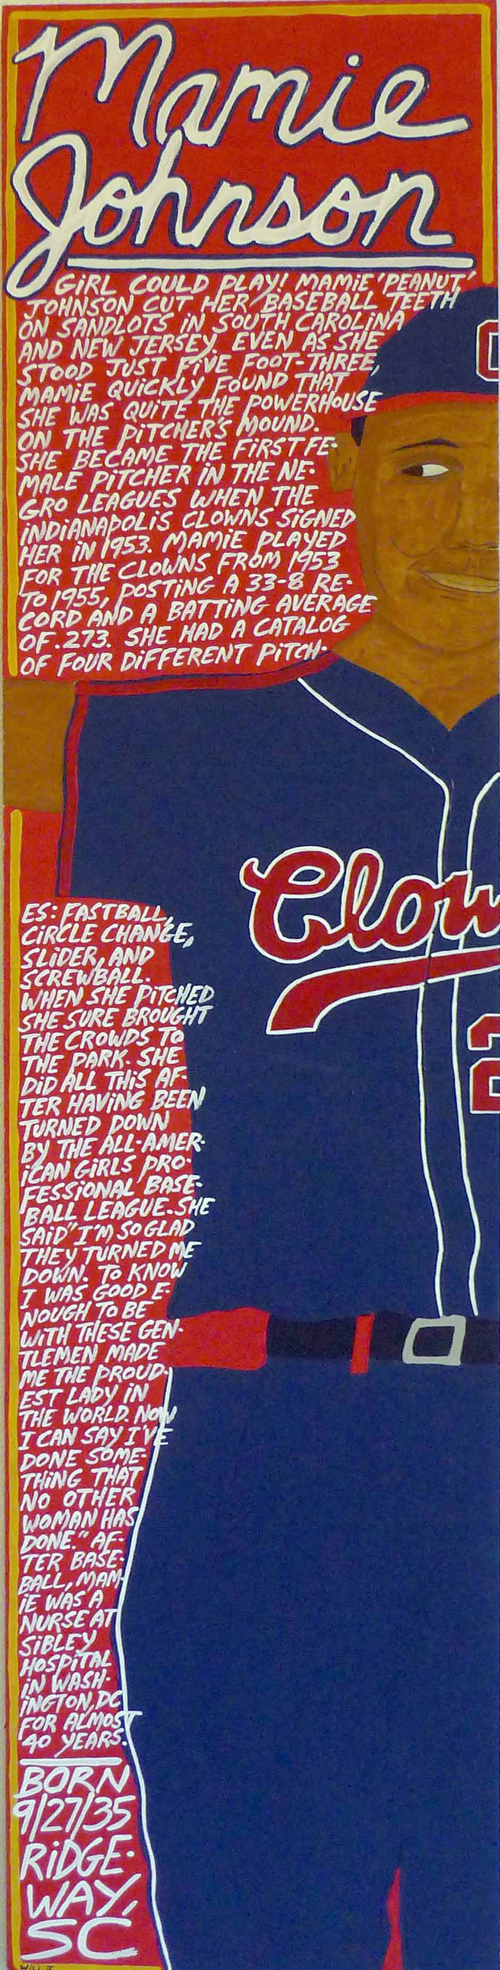 Mamie
Johnson
GIRL COULD PLAY! MAMIE 'PEANUT'
JOHNSON CUT HER BASEBALL TEETH
ON SANDLOTS IN SOUTH CAROLINA
AND NEW JERSEY, EVEN AS SHE
STOOD JUST FIVE FOOT-THREE,
MAMIE QUICKLY FOUND THAT
SHE WAS QUITE THE POWERHOUSE
ON THE PITCHER'S MOUND.
SHE BECAME THE FIRST FE-
MALE PITCHER IN THE NE-
GRO LEAGUES WHEN THE
INDIANAPOLIS CLOWNS SIGNED
HER IN 1953. MAMIE PLAYED
FOR THE CLOWNS FROM 1953
TO 1955, POSTING A 33-8 RE-
CORD AND A BATTING AVERAGE
OF .273. SHE HAD A CATALOG
OF FOUR DIFFERENT PITCH-
Clow
2
ES: FASTBALL,
CIRCLE CHANGE,
SLIDER, AND
SCREWBALL.
WHEN SHE PITCHED
SHE SURE BROUGHT
THE CROWDS TO
THE PARK. SHE
DID ALL THIS AF-
TER HAVING BEEN
TURNED DOWN
BY THE ALL-AMER-
ICAN GIRLS PRO-
FESSIONAL BASE-
BALL LEAGUE. SHE
SAID "I'M SO GLAD
THEY TURNED ME
DOWN. TO KNOW
I WAS GOOD E-
NOUGH TO BE
WITH THESE GEN-
TLEMEN MADE
ME THE PROUD-
EST LADY IN
THE WORLD. NOW
I CAN SAY I'VE
DONE SOME-
THING THAT
NO OTHER
WOMAN HAS
DONE." AF-
TER BASE-
BALL, MAM-
IE WAS A
NURSE AT
SIBLEY
HOSPITAL
IN WASH-
INGTON, DC
FOR ALMOST
40 YEARS.
BORN
9/27/35
RIDGE-
WAY,
SC